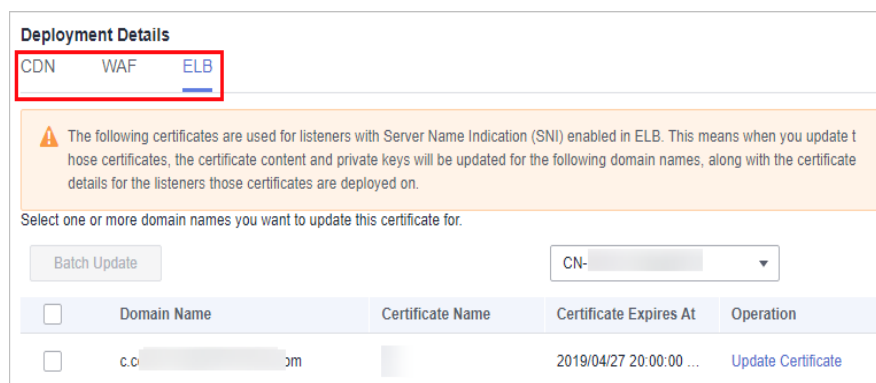 Deployment Details
CDN WAF ELB
The following certificates are used for listeners with Server Name Indication (SNI) enabled in ELB. This means when you update t
hose certificates, the certificate content and private keys will be updated for the following domain names, along with the certificate
details for the listeners those certificates are deployed on.
Select one or more domain names you want to update this certificate for.
Batch Update CN-
Domain Name Certificate Name Certificate Expires At Operation
2019/04/27 20:00:00 ... Update Certificate